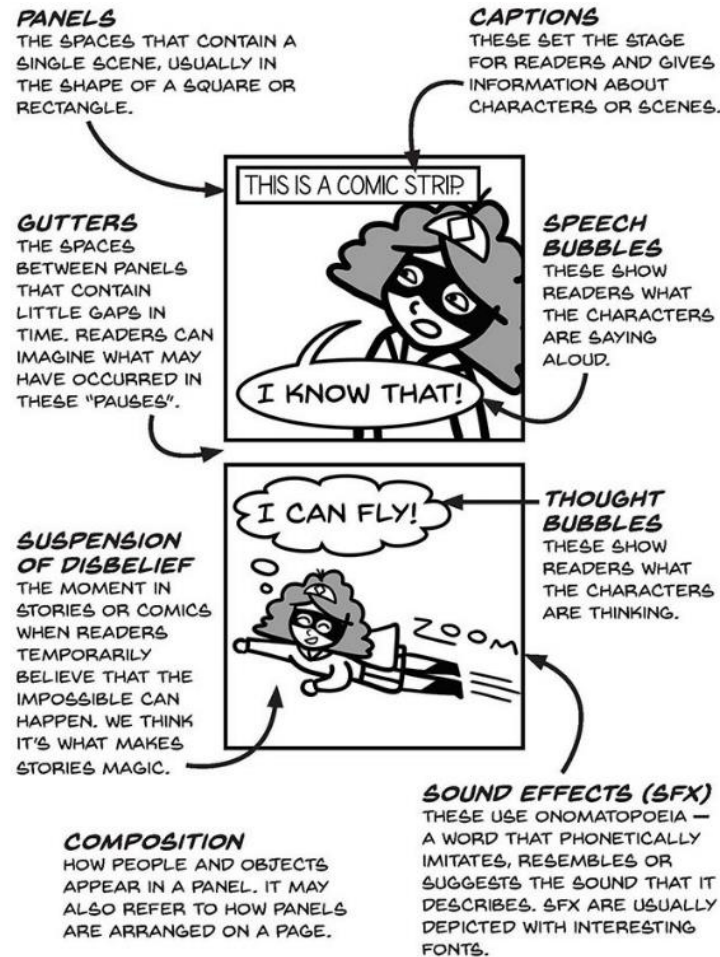 PANELS
THE SPACES THAT CONTAIN A
SINGLE SCENE, USUALLY IN
THE SHAPE OF A SQUARE OR
RECTANGLE.
CAPTIONS
THESE SET THE STAGE
FOR READERS AND GIVES
INFORMATION ABOUT
CHARACTERS OR SCENES.
THIS IS A COMIC STRIP.
GUTTERS
THE SPACES
BETWEEN PANELS
THAT CONTAIN
LITTLE GAPS IN
TIME. READERS CAN
IMAGINE WHAT MAY
HAVE OCCURRED IN
THESE "PAUSES".
SPEECH
BUBBLES
THESE SHOW
READERS WHAT
THE CHARACTERS
ARE SAYING
ALOUD.
I KNOW THAT!
I CAN FLY!
THOUGHT
BUBBLES
THESE SHOW
READERS WHAT
THE CHARACTERS
ARE THINKING.
SUSPENSION
OF DISBELIEF
THE MOMENT IN
STORIES OR COMICS
WHEN READERS
TEMPORARILY
BELIEVE THAT THE
IMPOSSIBLE CAN
HAPPEN. WE THINK
IT'S WHAT MAKES
STORIES MAGIC.
ZOOM
SOUND EFFECTS (SFX)
THESE USE ONOMATOPOEIA —
A WORD THAT PHONETICALLY
IMITATES, RESEMBLES OR
SUGGESTS THE SOUND THAT IT
DESCRIBES. SFX ARE USUALLY
DEPICTED WITH INTERESTING
FONTS.
COMPOSITION
HOW PEOPLE AND OBJECTS
APPEAR IN A PANEL. IT MAY
ALSO REFER TO HOW PANELS
ARE ARRANGED ON A PAGE.